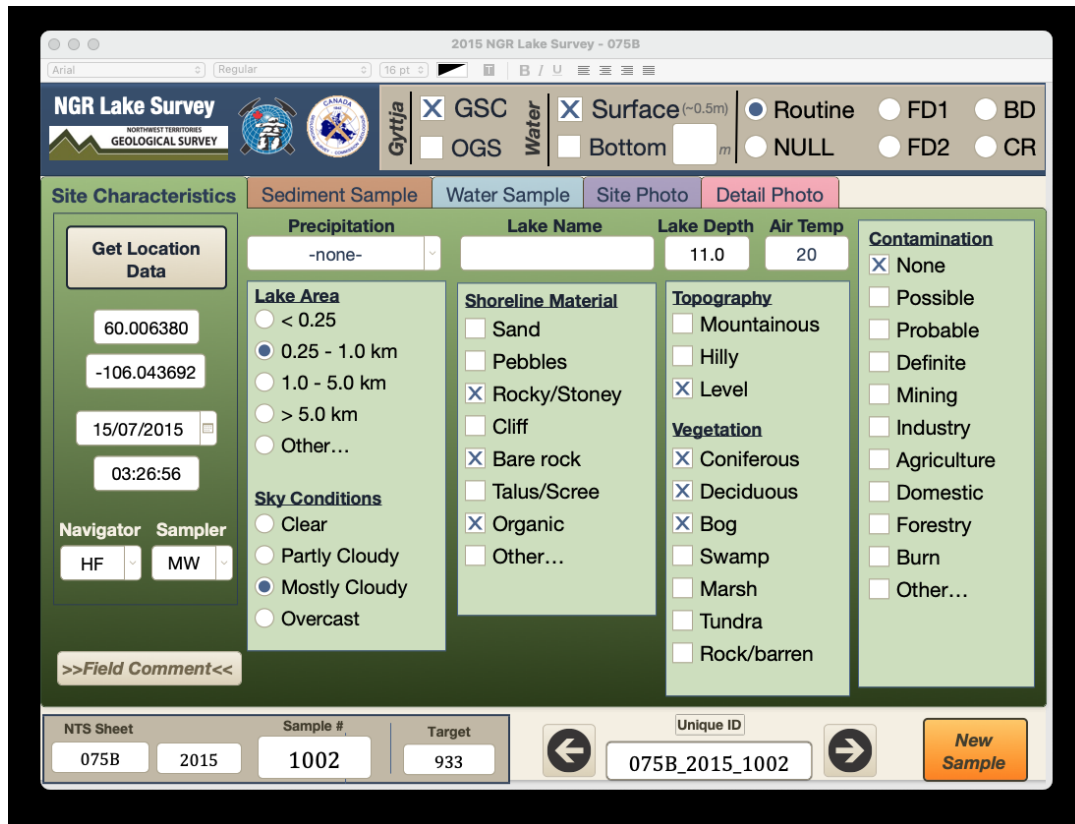 2015 NGR Lake Survey - 075B
Arial Regular 16 pt B I U
NGR Lake Survey
NORTHWEST TERRITORIES
GEOLOGICAL SURVEY
CANADA
Gyttja
GSC
OGS
Water
Surface (~0.5m)
Bottom m
Routine FD1 BD
NULL FD2 CR
Site Characteristics Sediment Sample Water Sample Site Photo Detail Photo
Get Location
Data
60.006380
-106.043692
15/07/2015
03:26:56
Navigator Sampler
HF MW
>>Field Comment<<
Precipitation
-none-
Lake Name
Lake Depth
11.0
Air Temp
20
Lake Area
< 0.25
0.25 - 1.0 km
1.0 - 5.0 km
> 5.0 km
Other...
Sky Conditions
Clear
Partly Cloudy
Mostly Cloudy
Overcast
Shoreline Material
Sand
Pebbles
Rocky/Stoney
Cliff
Bare rock
Talus/Scree
Organic
Other...
Topography
Mountainous
Hilly
Level
Vegetation
Coniferous
Deciduous
Bog
Swamp
Marsh
Tundra
Rock/barren
Contamination
None
Possible
Probable
Definite
Mining
Industry
Agriculture
Domestic
Forestry
Burn
Other...
NTS Sheet
075B 2015
Sample #
1002
Target
933
Unique ID
075B_2015_1002
New
Sample